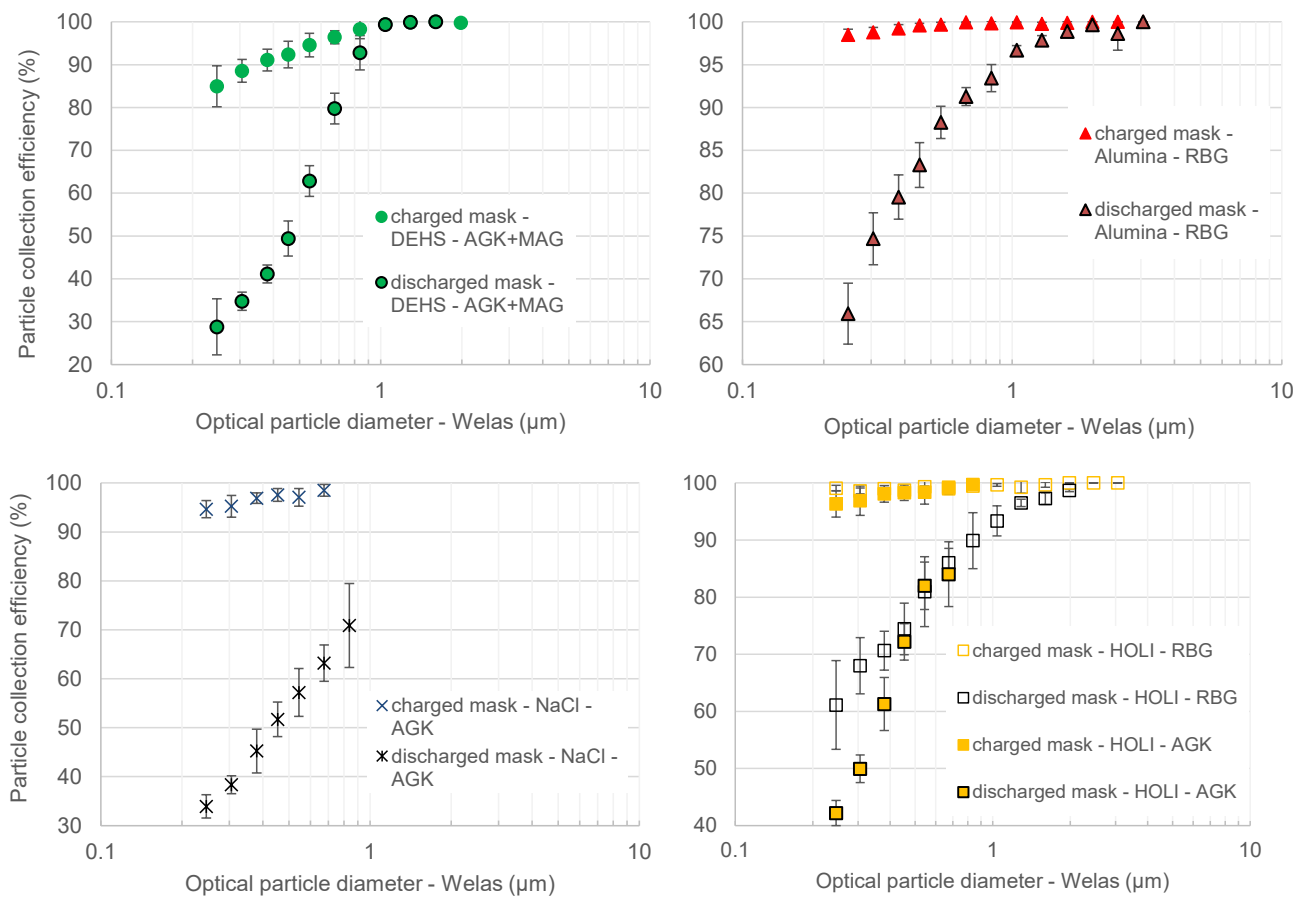 Particle collection efficiency (%)
100
90
80
70
60
50
40
30
20
0.1
1
10
charged mask -
DEHS - AGK+MAG
discharged mask -
DEHS - AGK+MAG
Optical particle diameter - Welas (µm)
100
95
90
85
80
75
70
65
60
0.1
1
10
charged mask -
Alumina - RBG
discharged mask -
Alumina - RBG
Optical particle diameter - Welas (µm)
Particle collection efficiency (%)
100
90
80
70
60
50
40
30
0.1
1
10
charged mask - NaCl -
AGK
discharged mask - NaCl -
AGK
Optical particle diameter - Welas (µm)
100
90
80
70
60
50
40
0.1
1
10
charged mask - HOLI - RBG
discharged mask - HOLI - RBG
charged mask - HOLI - AGK
discharged mask - HOLI - AGK
Optical particle diameter - Welas (µm)